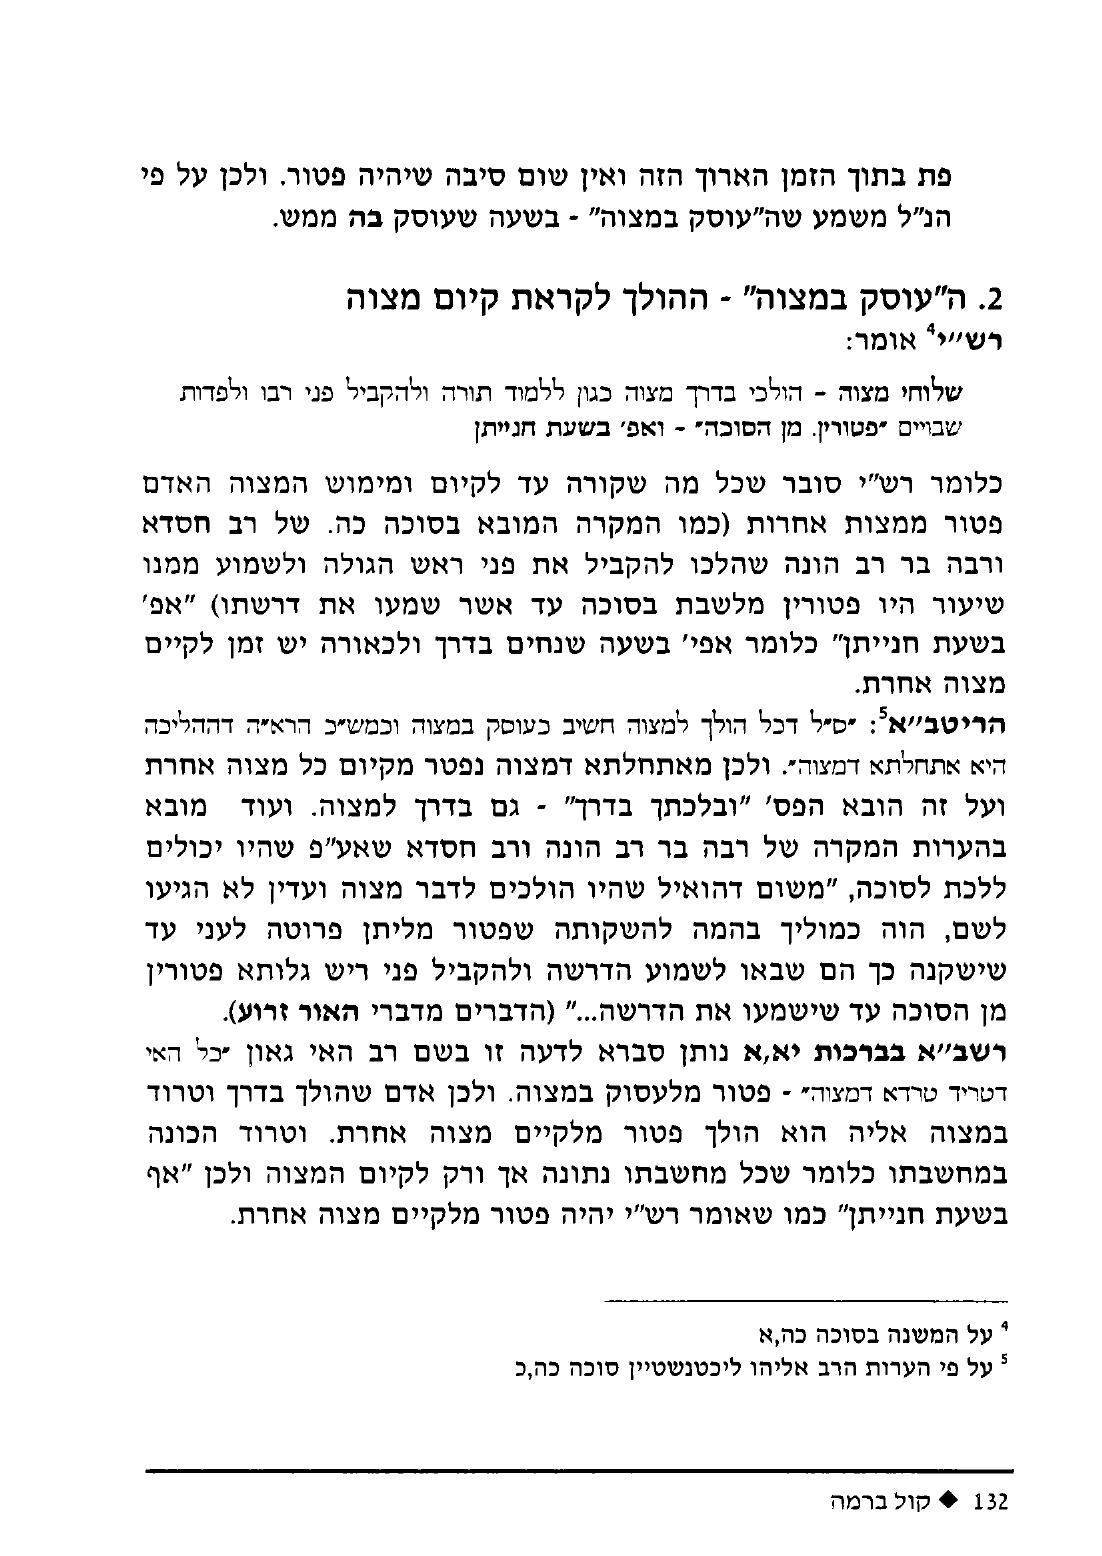 פת בתוך הזמן הארוך הזה ואין שום סיבה שיהיה פטור. ולכן על פי
הנ"ל משמע שה"עוסק במצוה" - בשעה שעוסק בה ממש.
2. ה"עוסק במצוה" - ההולך לקראת קיום מצוה
רש"י4 אומר:
שלוחי מצוה - הולכי בדרך מצוה כגון ללמוד תורה ולהקביל פני רבו ולפדות
שבויים "פטורין. מן הסוכה" - ואפ' בשעת חנייתן
כלומר רש"י סובר שכל מה שקורה עד לקיום ומימוש המצוה האדם
פטור ממצות אחרות (כמו המקרה המובא בסוכה כה. של רב חסדא
ורבה בר רב הונה שהלכו להקביל את פני ראש הגולה ולשמוע ממנו
שיעור היו פטורין מלשבת בסוכה עד אשר שמעו את דרשתו) "אפ'
בשעת חנייתן" כלומר אפי' בשעה שנחים בדרך ולכאורה יש זמן לקיים
מצוה אחרת.
הריטב"א5: "ס"ל דכל הולך למצוה חשיב כעוסק במצוה וכמש"כ הרא"ה דההליכה
היא אתחלתא דמצוה". ולכן מאתחלתא דמצוה נפטר מקיום כל מצוה אחרת
ועל זה הובא הפס' "ובלכתך בדרך" - גם בדרך למצוה. ועוד מובא
בהערות המקרה של רבה בר רב הונה ורב חסדא שאע"פ שהיו יכולים
ללכת לסוכה, "משום דהואיל שהיו הולכים לדבר מצוה ועדין לא הגיעו
לשם, הוה כמוליך בהמה להשקותה שפטור מליתן פרוטה לעני עד
שישקנה כך הם שבאו לשמוע הדרשה ולהקביל פני ריש גלותא פטורין
מן הסוכה עד שישמעו את הדרשה..." (הדברים מדברי האור זרוע).
רשב"א בברכות יא,א נותן סברא לדעה זו בשם רב האי גאון "כל האי
דטריד טרדא דמצוה" - פטור מלעסוק במצוה. ולכן אדם שהולך בדרך וטרוד
במצוה אליה הוא הולך פטור מלקיים מצוה אחרת. וטרוד הכונה
במחשבתו כלומר שכל מחשבתו נתונה אך ורק לקיום המצוה ולכן "אף
בשעת חנייתן" כמו שאומר רש"י יהיה פטור מלקיים מצוה אחרת.
4 על המשנה בסוכה כה,א
5 על פי הערות הרב אליהו ליכטנשטיין סוכה כה,כ
132 ◆ קול ברמה